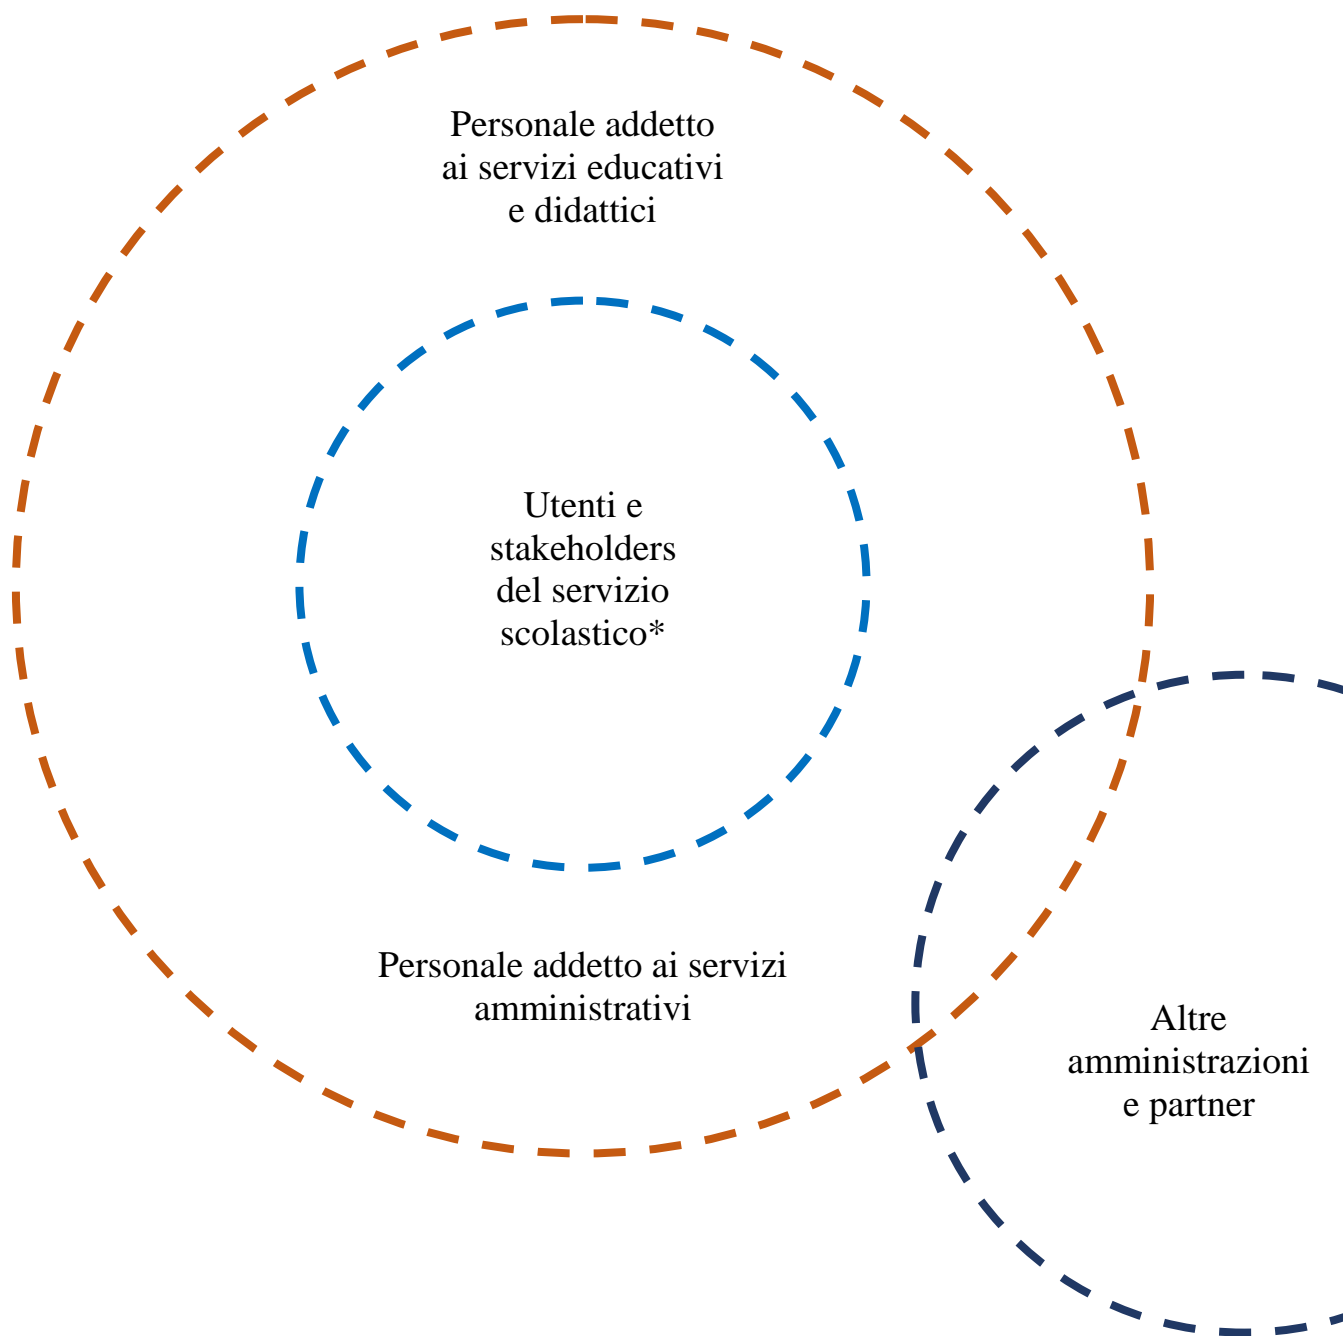 Personale addetto
ai servizi educativi
e didattici
Utenti e
stakeholders
del servizio
scolastico*
Personale addetto ai servizi
amministrativi
Altre
amministrazioni
e partner